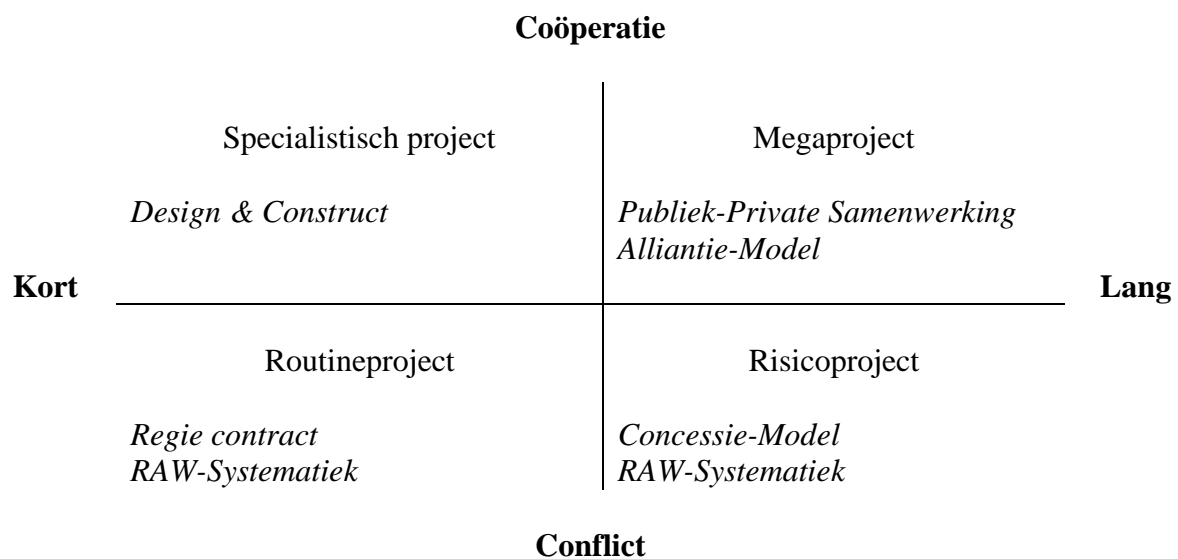 Coöperatie
Specialistisch project
Megaproject
Design & Construct
Publiek-Private Samenwerking
Alliantie-Model
Kort
Lang
Routineproject
Risicoproject
Regie contract
RAW-Systematiek
Concessie-Model
RAW-Systematiek
Conflict